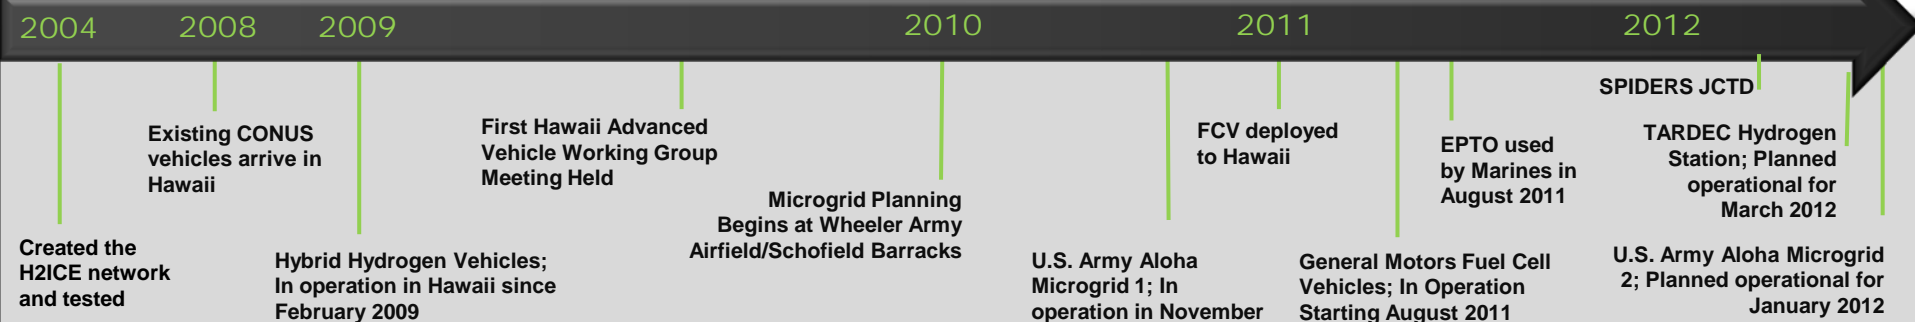 2004 2008 2009 2010 2011 2012
Created the
H2ICE network
and tested
Existing CONUS
vehicles arrive in
Hawaii
Hybrid Hydrogen Vehicles;
In operation in Hawaii since
February 2009
First Hawaii Advanced
Vehicle Working Group
Meeting Held
Microgrid Planning
Begins at Wheeler Army
Airfield/Schofield Barracks
U.S. Army Aloha
Microgrid 1; In
operation in November
FCV deployed
to Hawaii
General Motors Fuel Cell
Vehicles; In Operation
Starting August 2011
EPTO used
by Marines in
August 2011
SPIDERS JCTD
TARDEC Hydrogen
Station; Planned
operational for
March 2012
U.S. Army Aloha Microgrid
2; Planned operational for
January 2012